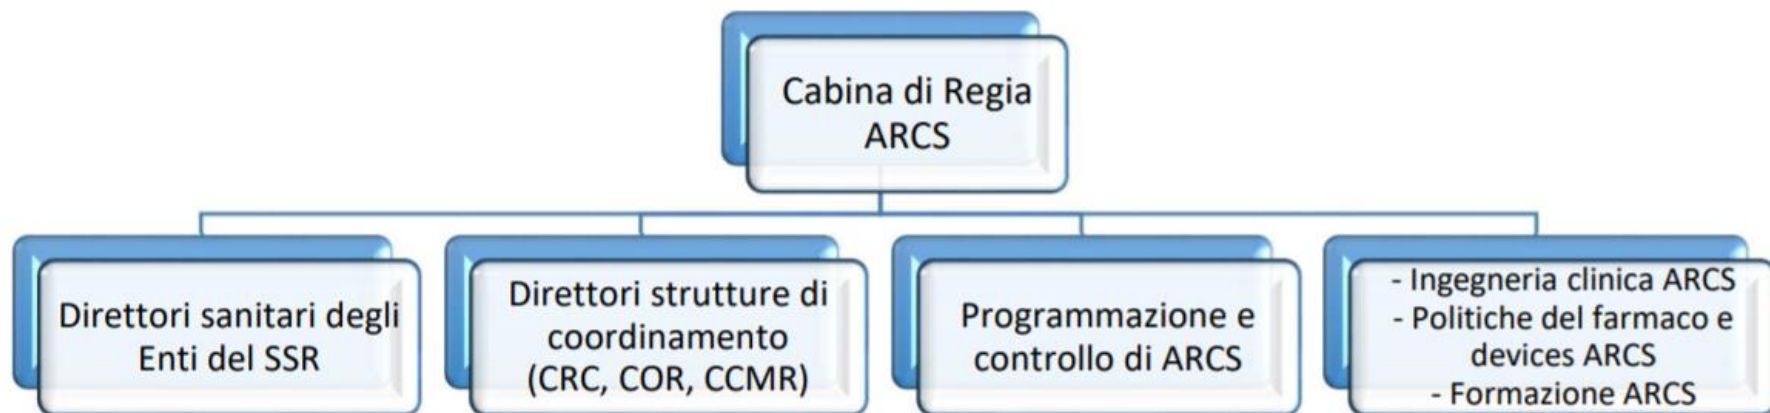 Cabina di Regia
ARCS
Direttori sanitari degli
Enti del SSR
Direttori strutture di
coordinamento
(CRC, COR, CCMR)
Programmazione e
controllo di ARCS
- Ingegneria clinica ARCS
- Politiche del farmaco e
devices ARCS
- Formazione ARCS